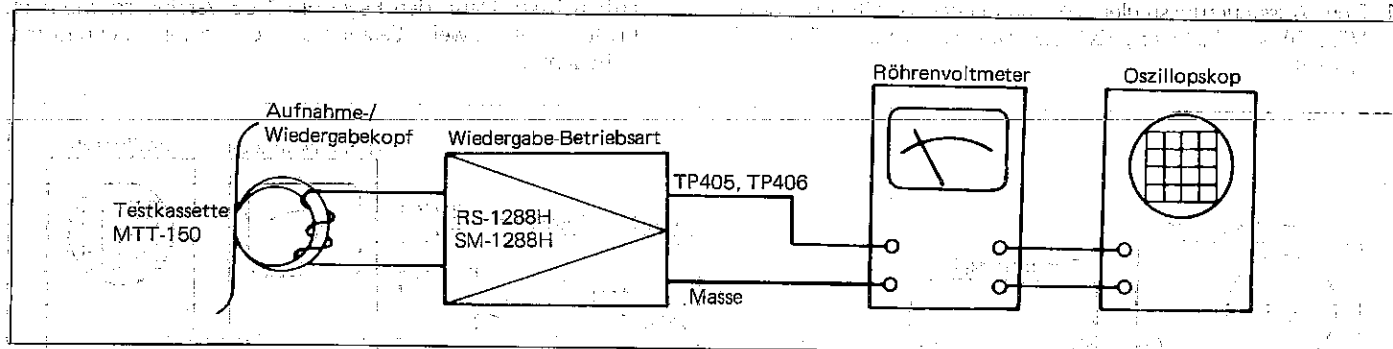 Röhrenvoltmeter
Oszillopskop
Aufnahme-/
Wiedergabekopf
Wiedergabe-Betriebsart
TP405, TP406
Testkassette
MTT-150
RS-1288H
SM-1288H
Masse